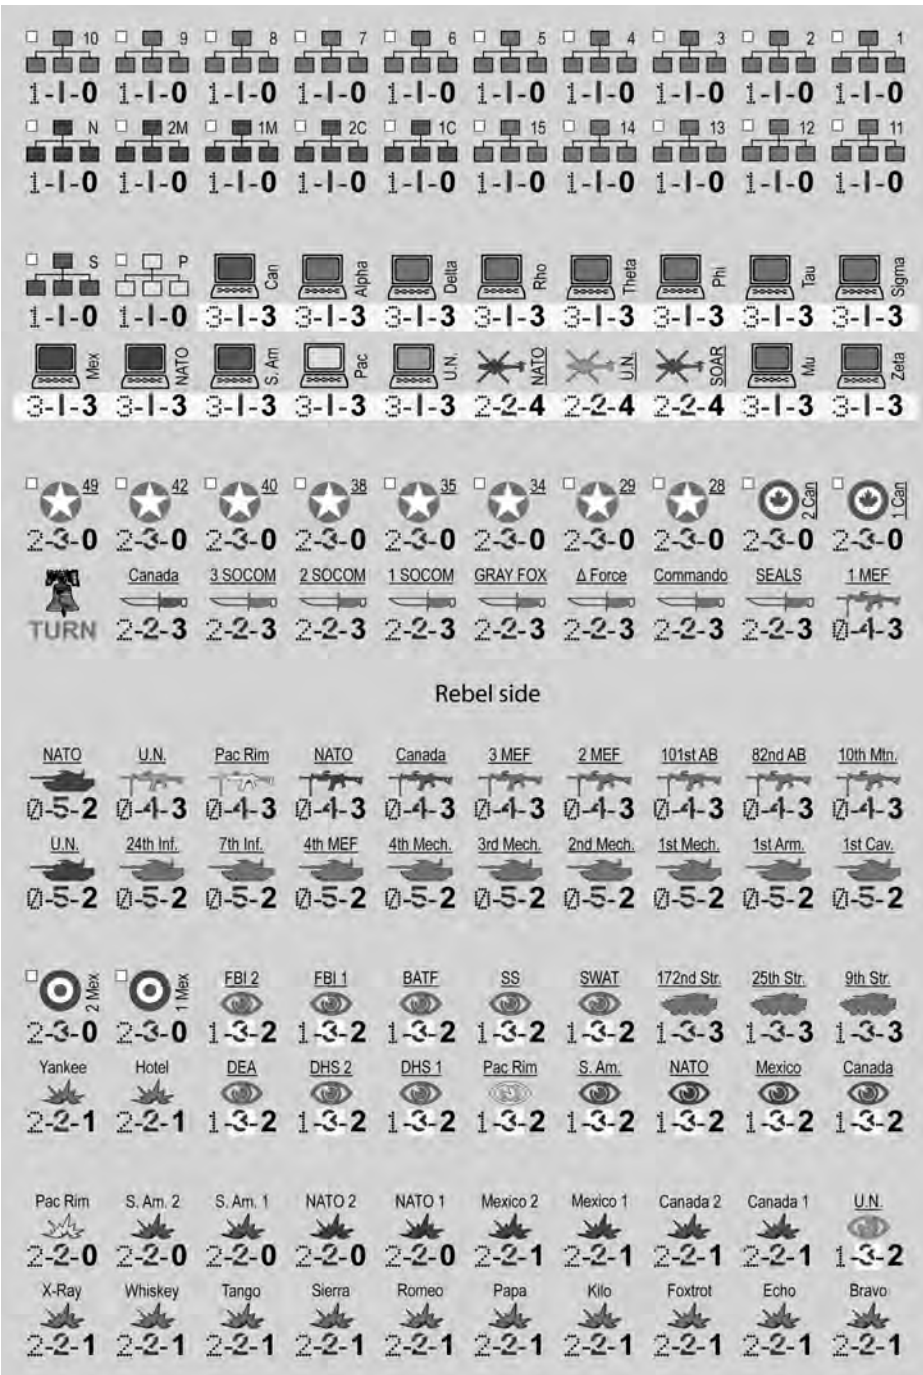 10 9 8 7 6 5 4 3 2 1
1-1-0 1-1-0 1-1-0 1-1-0 1-1-0 1-1-0 1-1-0 1-1-0 1-1-0 1-1-0
N 2M 1M 2C 1C 15 14 13 12 11
1-1-0 1-1-0 1-1-0 1-1-0 1-1-0 1-1-0 1-1-0 1-1-0 1-1-0 1-1-0
S P Can Alpha Delta Rho Theta Phi Tau Sigma
1-1-0 1-1-0 3-1-3 3-1-3 3-1-3 3-1-3 3-1-3 3-1-3 3-1-3 3-1-3
Mex NATO S. Am Pac U.N. NATO U.N. SOAR Mu Zeta
3-1-3 3-1-3 3-1-3 3-1-3 3-1-3 2-2-4 2-2-4 2-2-4 3-1-3 3-1-3
49 42 40 38 35 34 29 28 2 Can 1 Can
2-3-0 2-3-0 2-3-0 2-3-0 2-3-0 2-3-0 2-3-0 2-3-0 2-3-0 2-3-0
Canada 3 SOCOM 2 SOCOM 1 SOCOM GRAY FOX Δ Force Commando SEALS 1 MEF
TURN 2-2-3 2-2-3 2-2-3 2-2-3 2-2-3 2-2-3 2-2-3 2-2-3 0-4-3
Rebel side
NATO U.N. Pac Rim NATO Canada 3 MEF 2 MEF 101st AB 82nd AB 10th Mtn.
0-5-2 0-4-3 0-4-3 0-4-3 0-4-3 0-4-3 0-4-3 0-4-3 0-4-3 0-4-3
U.N. 24th Inf. 7th Inf. 4th MEF 4th Mech. 3rd Mech. 2nd Mech. 1st Mech. 1st Arm. 1st Cav.
0-5-2 0-5-2 0-5-2 0-5-2 0-5-2 0-5-2 0-5-2 0-5-2 0-5-2 0-5-2
2 Mex 1 Mex FBI 2 FBI 1 BATF SS SWAT 172nd Str. 25th Str. 9th Str.
2-3-0 2-3-0 1-3-2 1-3-2 1-3-2 1-3-2 1-3-2 1-3-3 1-3-3 1-3-3
Yankee Hotel DEA DHS 2 DHS 1 Pac Rim S. Am. NATO Mexico Canada
2-2-1 2-2-1 1-3-2 1-3-2 1-3-2 1-3-2 1-3-2 1-3-2 1-3-2 1-3-2
Pac Rim S. Am. 2 S. Am. 1 NATO 2 NATO 1 Mexico 2 Mexico 1 Canada 2 Canada 1 U.N.
2-2-0 2-2-0 2-2-0 2-2-0 2-2-0 2-2-1 2-2-1 2-2-1 2-2-1 1-3-2
X-Ray Whiskey Tango Sierra Romeo Papa Kilo Foxtrot Echo Bravo
2-2-1 2-2-1 2-2-1 2-2-1 2-2-1 2-2-1 2-2-1 2-2-1 2-2-1 2-2-1